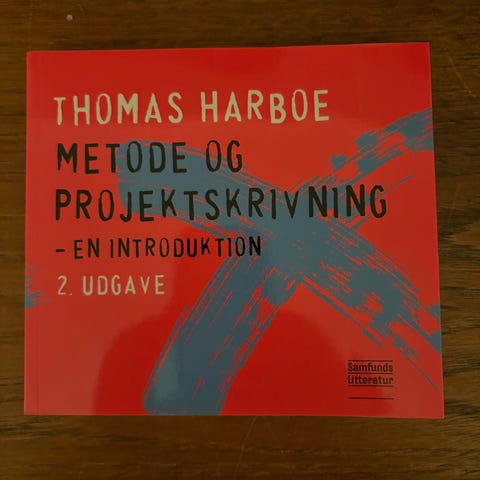 THOMAS HARBOE
METODE OG
PROJEKTSKRIVNING
– EN INTRODUKTION
2. UDGAVE
Samfunds
litteratur